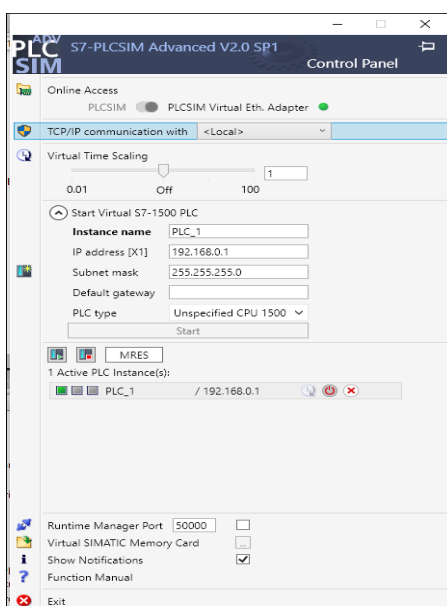 ADV
PLC
SIM
S7-PLCSIM Advanced V2.0 SP1
Control Panel
Online Access
PLCSIM PLCSIM Virtual Eth. Adapter
TCP/IP communication with <Local>
Virtual Time Scaling
1
0.01 Off 100
Start Virtual S7-1500 PLC
Instance name PLC_1
IP address [X1] 192.168.0.1
Subnet mask 255.255.255.0
Default gateway
PLC type Unspecified CPU 1500
Start
MRES
1 Active PLC Instance(s):
PLC_1 / 192.168.0.1
Runtime Manager Port 50000
Virtual SIMATIC Memory Card ...
Show Notifications
Function Manual
Exit